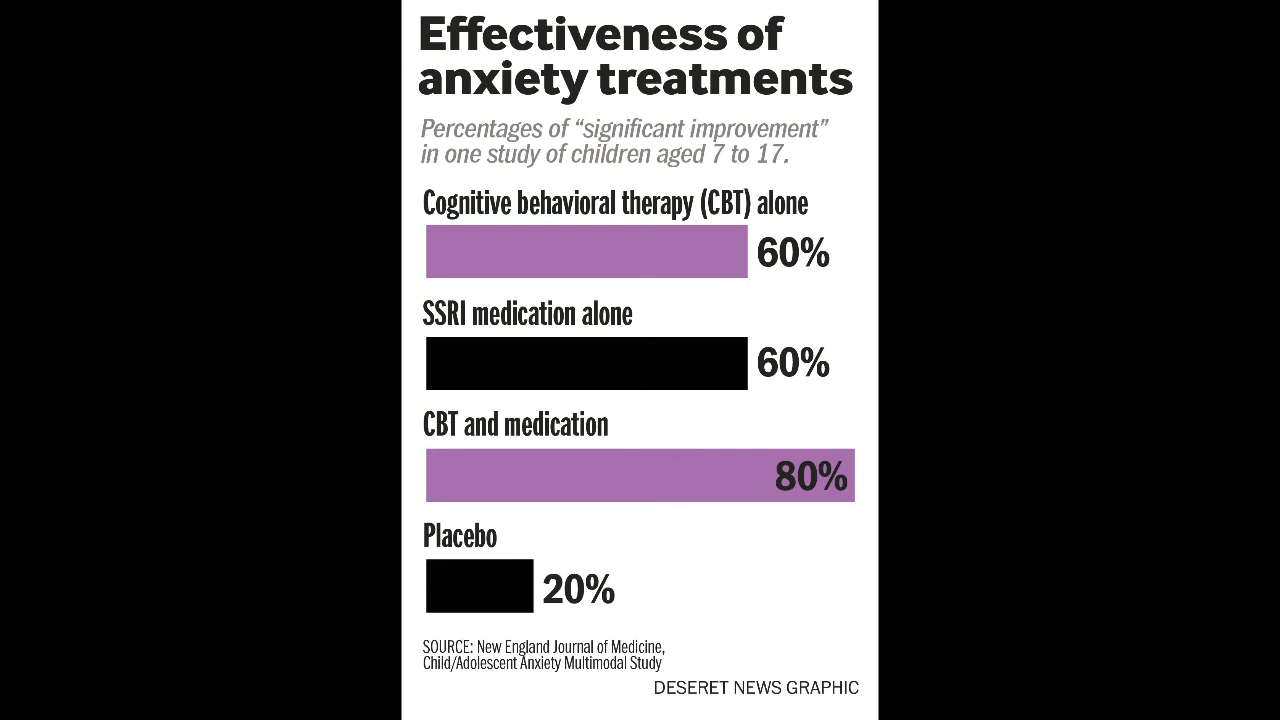 Effectiveness of
anxiety treatments
Percentages of “significant improvement”
in one study of children aged 7 to 17.
Cognitive behavioral therapy (CBT) alone
60%
SSRI medication alone
60%
CBT and medication
80%
Placebo
20%
SOURCE: New England Journal of Medicine,
Child/Adolescent Anxiety Multimodal Study
DESERET NEWS GRAPHIC